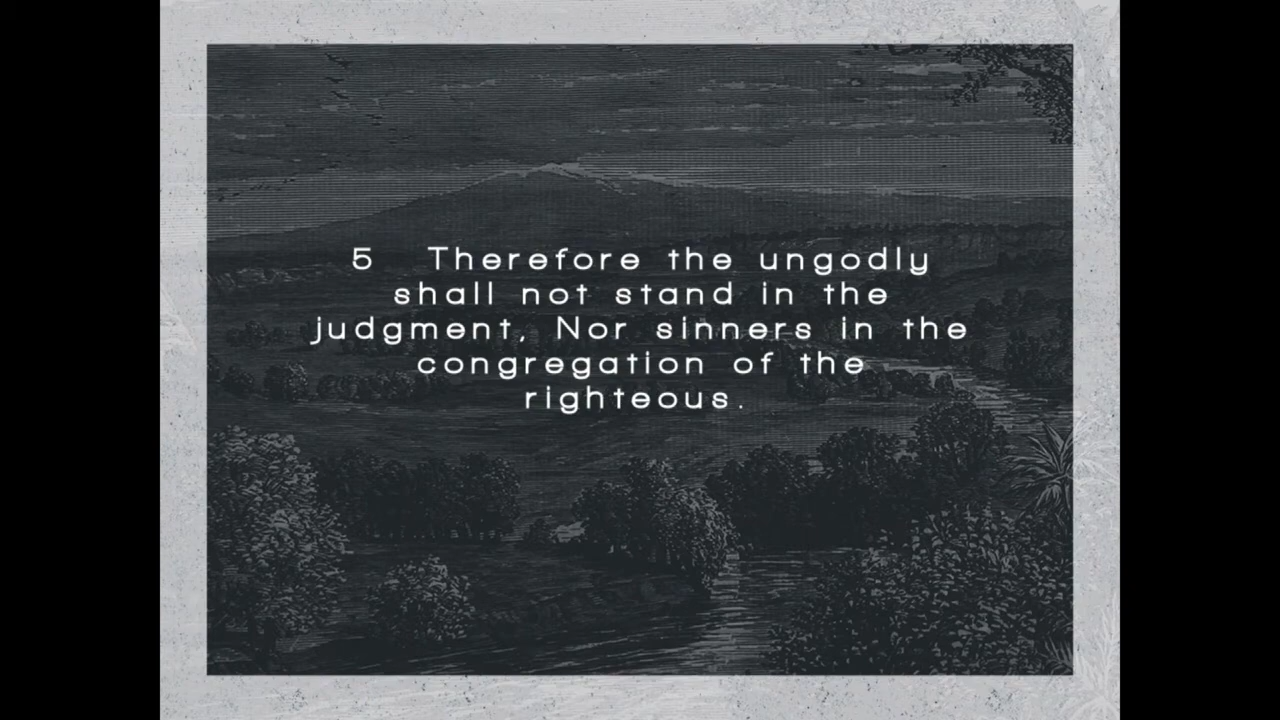 5 Therefore the ungodly
shall not stand in the
judgment, Nor sinners in the
congregation of the
righteous.